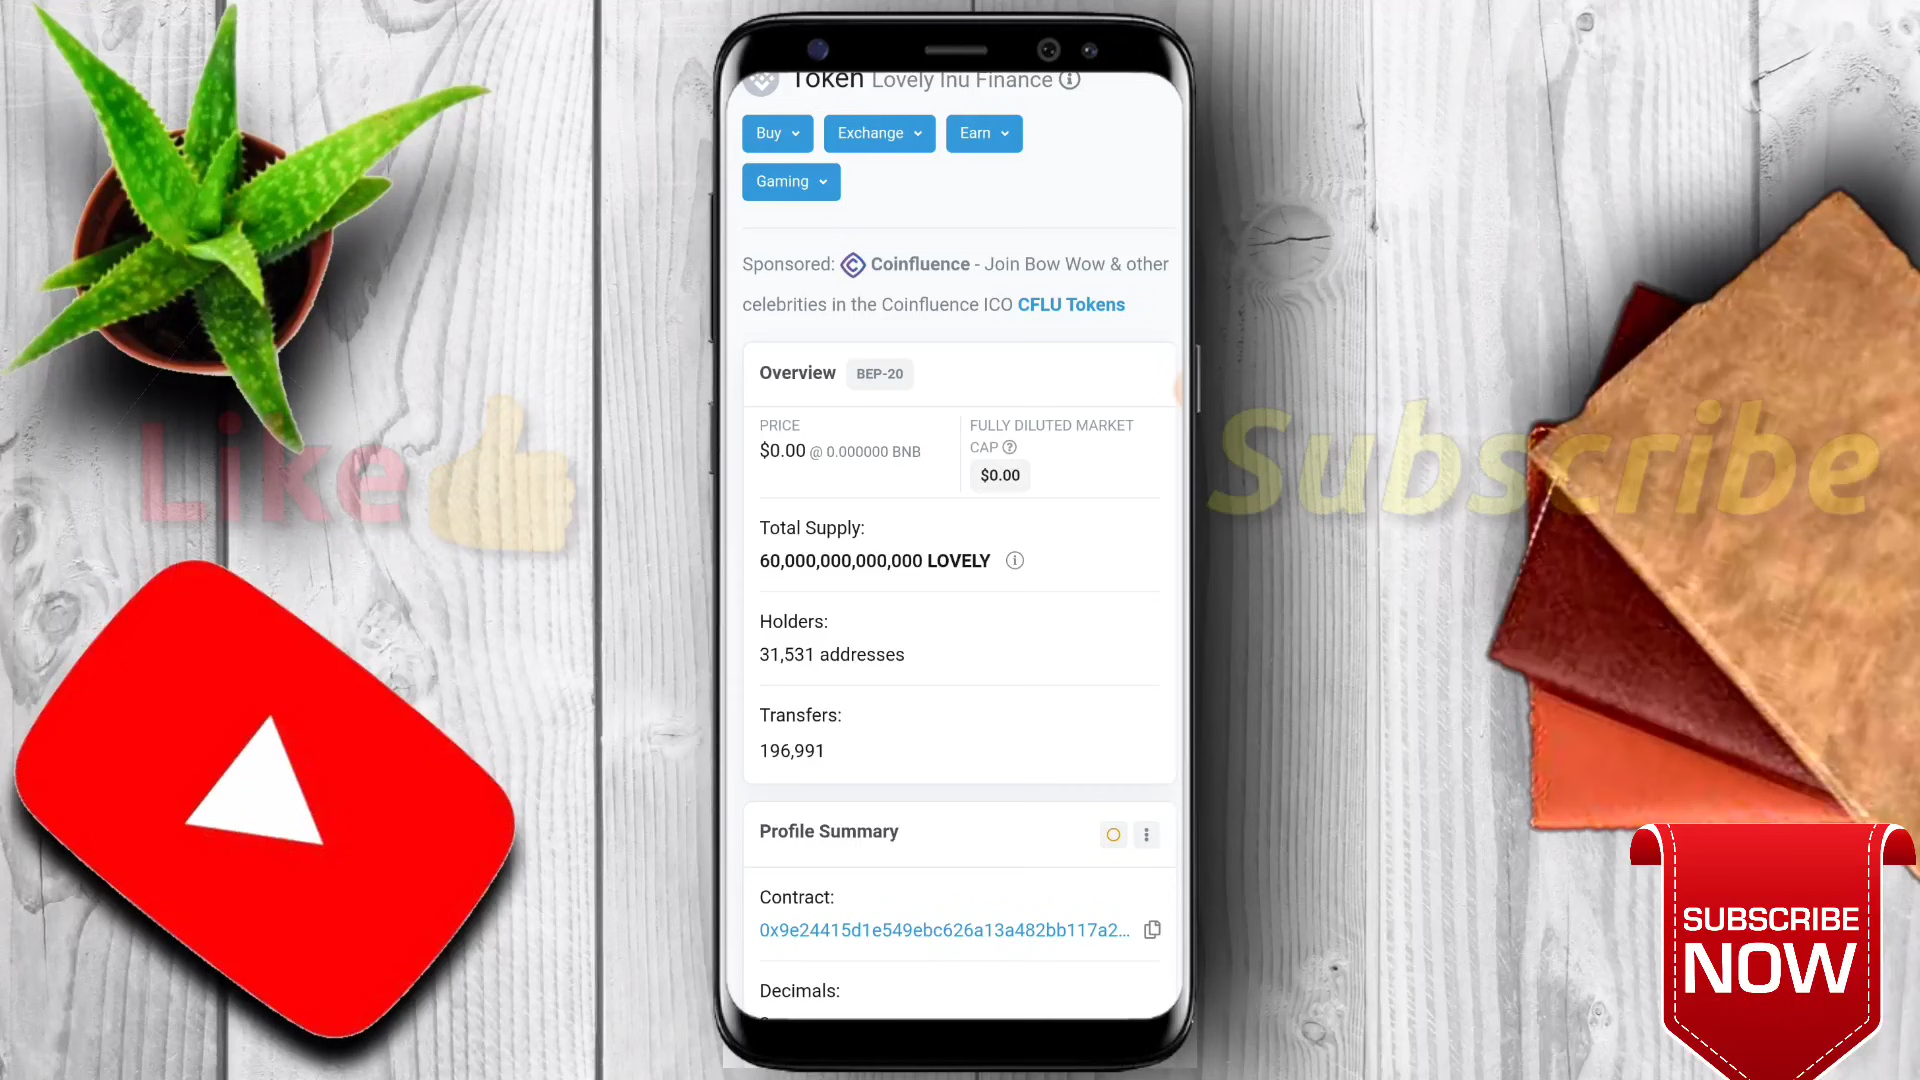 Token Lovely Inu Finance
Buy
Exchange
Earn
Gaming
Sponsored: Coinfluence - Join Bow Wow & other
celebrities in the Coinfluence ICO CFLU Tokens
Overview BEP-20
PRICE
$0.00 @ 0.000000 BNB
FULLY DILUTED MARKET
CAP
$0.00
Total Supply:
60,000,000,000,000 LOVELY
Holders:
31,531 addresses
Transfers:
196,991
Profile Summary
Contract:
0x9e24415d1e549ebc626a13a482bb117a2...
Decimals:
Like
Subscribe
SUBSCRIBE
NOW